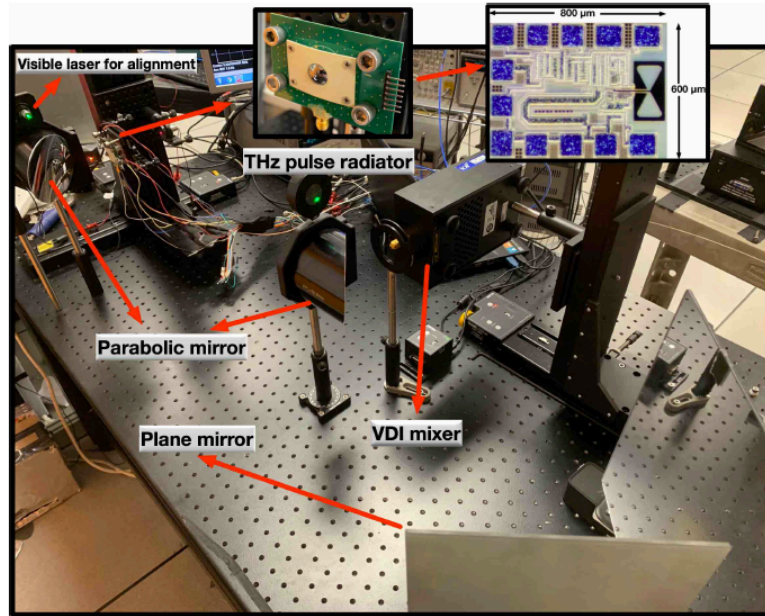 800 μm
Visible laser for alignment
600 μm
THz pulse radiator
Parabolic mirror
Plane mirror
VDI mixer